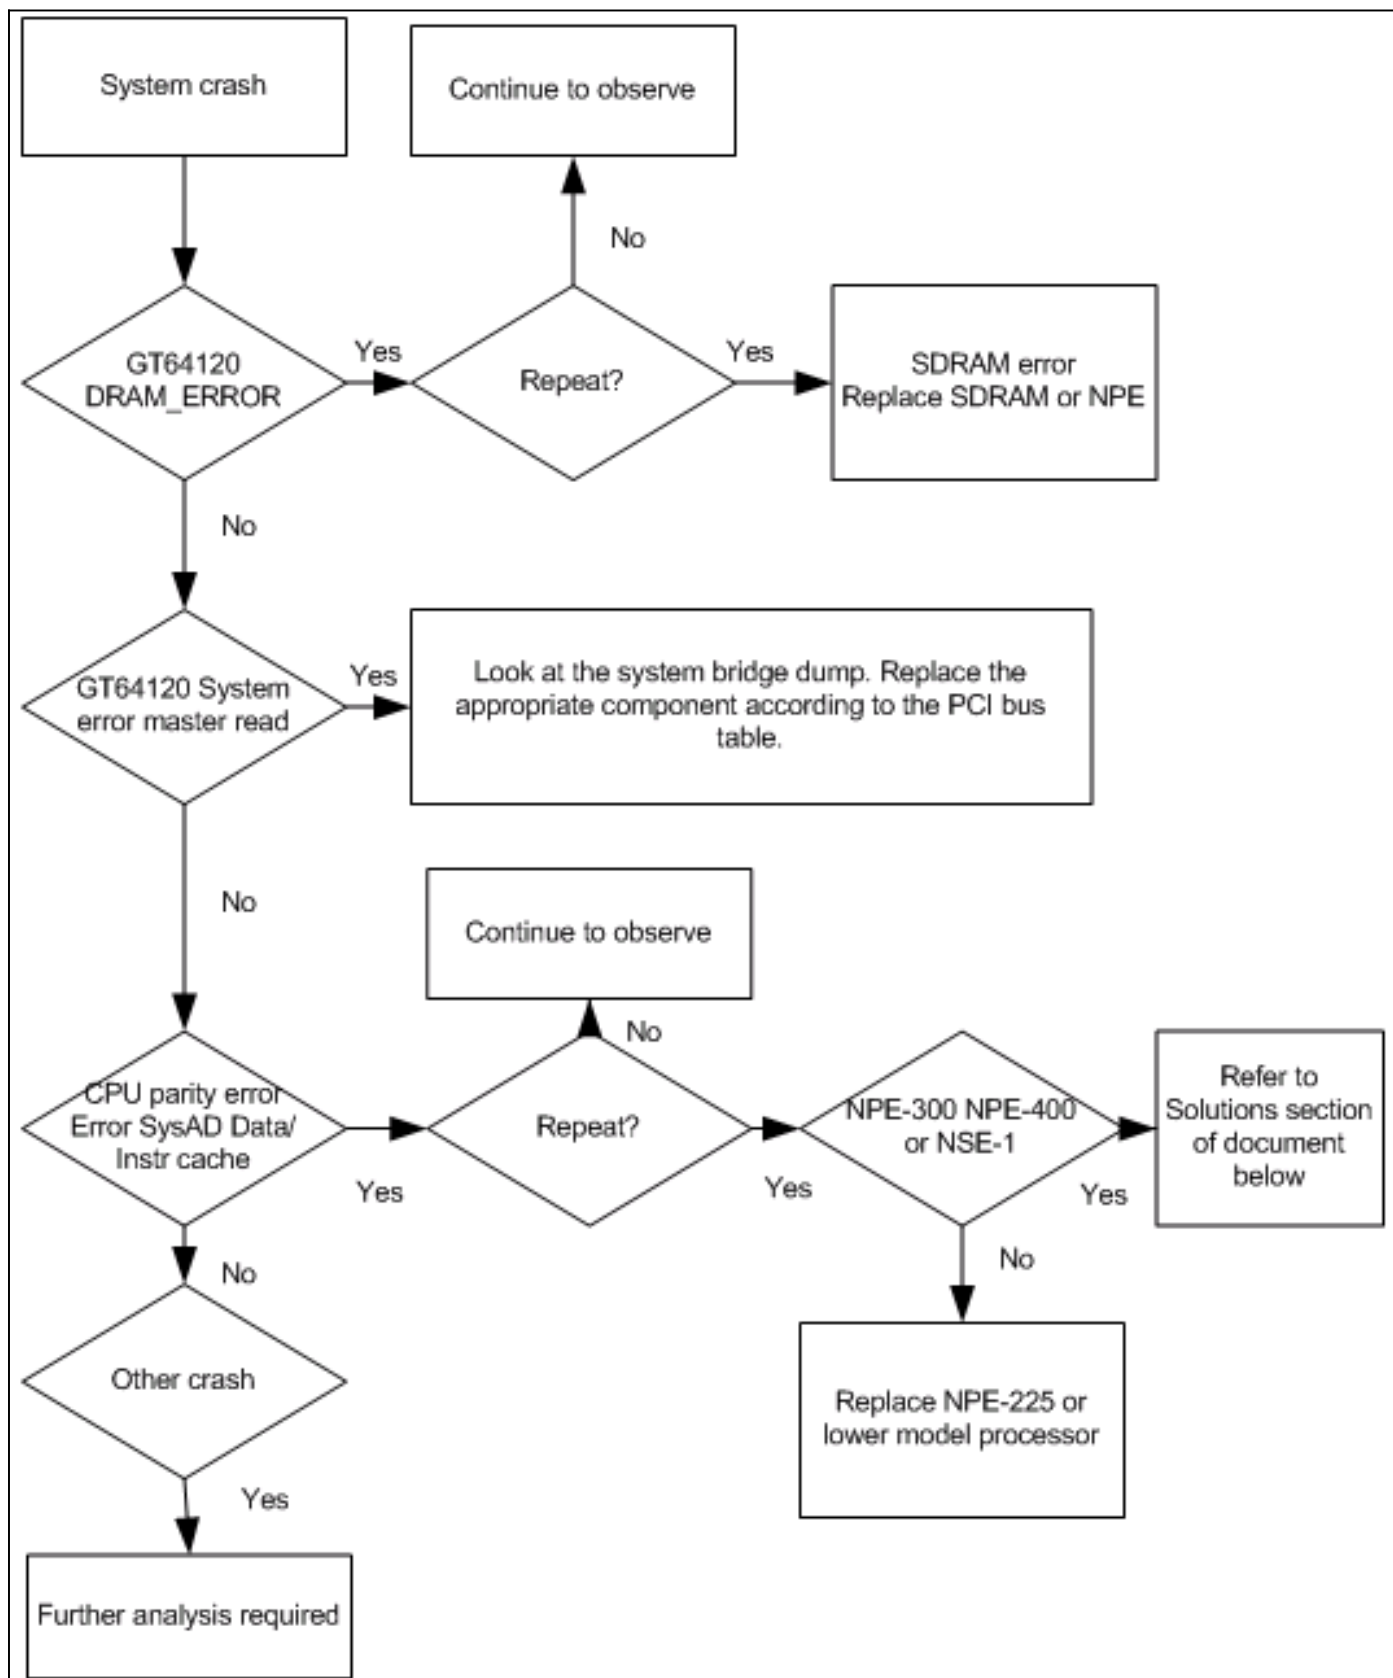 System crash
Continue to observe
No
GT64120
DRAM_ERROR
Yes
Repeat?
Yes
SDRAM error
Replace SDRAM or NPE
No
GT64120 System
error master read
Yes
Look at the system bridge dump. Replace the
appropriate component according to the PCI bus
table.
No
Continue to observe
No
CPU parity error
Error SysAD Data/
Instr cache
Yes
Repeat?
Yes
NPE-300 NPE-400
or NSE-1
Yes
Refer to
Solutions section
of document
below
No
No
Other crash
Replace NPE-225 or
lower model processor
Yes
Further analysis required